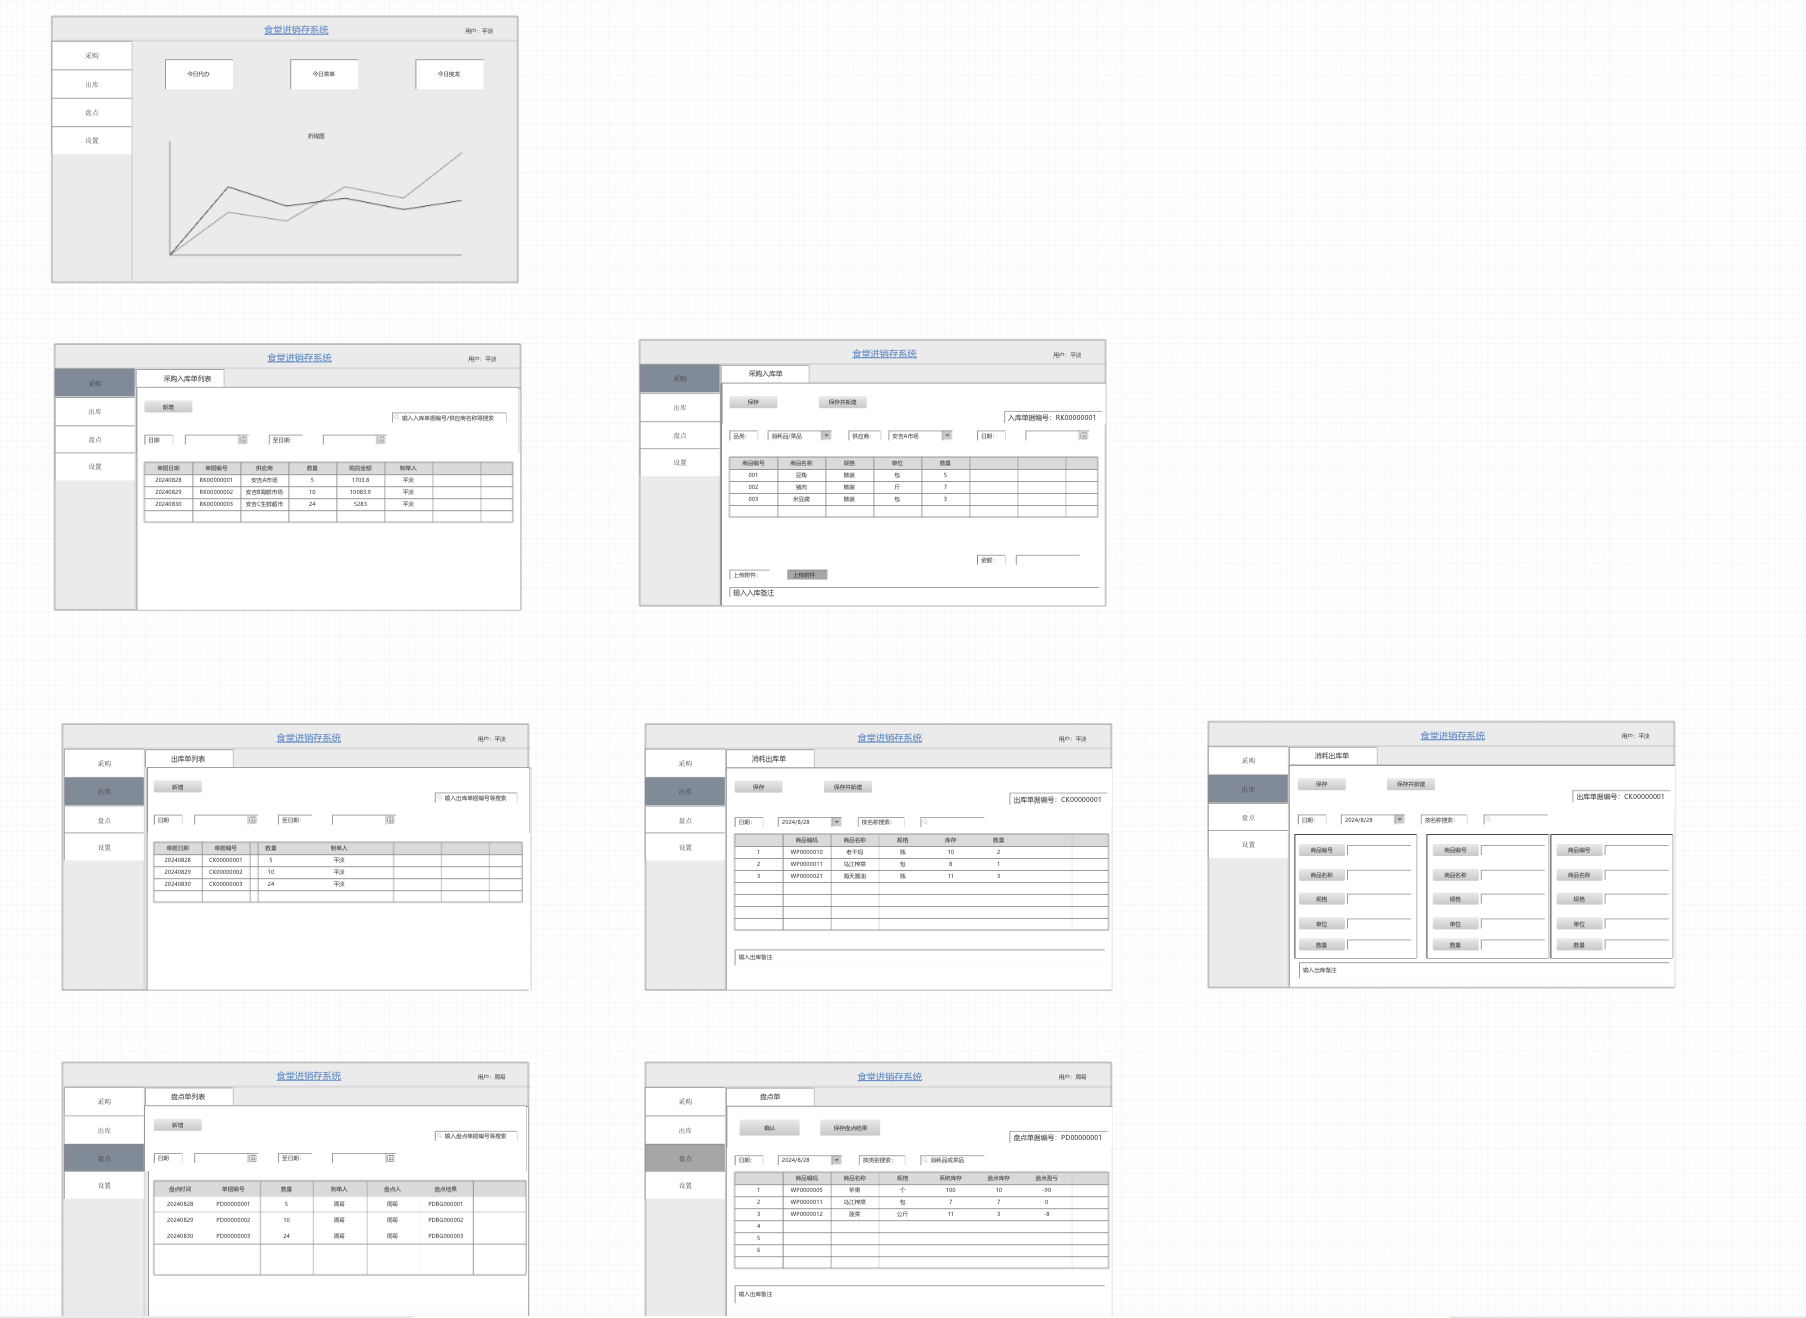 食堂进销存系统 用户: 平淡
采购
出库
盘点
设置
今日代办 今日菜单 今日接龙
折线图
食堂进销存系统 用户: 平淡
采购
出库
盘点
设置
采购入库单列表
新增
输入入库单据编号/供应商名称等搜索
日期 至日期:
单据日期 单据编号 供应商 数量 购货金额 制单人
20240828 RK00000001 安吉A市场 5 1703.8 平淡
20240829 RK00000002 安吉B海鲜市场 10 10083.9 平淡
20240830 RK00000003 安吉C生鲜超市 24 5283 平淡
食堂进销存系统 用户: 平淡
采购
出库
盘点
设置
采购入库单
保存 保存并新建
入库单据编号: RK00000001
品类: 消耗品/菜品 供应商: 安吉A市场 日期:
商品编号 商品名称 规格 单位 数量
001 豆角 散装 包 5
002 猪肉 散装 斤 7
003 米豆腐 散装 包 3
金额:
上传附件: 上传附件
输入入库备注
食堂进销存系统 用户: 平淡
采购
出库
盘点
设置
出库单列表
新增
输入出库单据编号等搜索
日期 至日期:
单据日期 单据编号 数量 制单人
20240828 CK00000001 5 平淡
20240829 CK00000002 10 平淡
20240830 CK00000003 24 平淡
食堂进销存系统 用户: 平淡
采购
出库
盘点
设置
消耗出库单
保存 保存并新建
出库单据编号: CK00000001
日期: 2024/8/28 按名称搜索:
商品编码 商品名称 规格 库存 数量
1 WP0000010 老干妈 瓶 10 2
2 WP0000011 乌江榨菜 包 8 1
3 WP0000021 海天酱油 瓶 11 3
输入出库备注
食堂进销存系统 用户: 平淡
采购
出库
盘点
设置
消耗出库单
保存 保存并新建
出库单据编号: CK00000001
日期: 2024/8/28 按名称搜索:
商品编号 商品编号 商品编号
商品名称 商品名称 商品名称
规格 规格 规格
单位 单位 单位
数量 数量 数量
输入出库备注
食堂进销存系统 用户: 周哥
采购
出库
盘点
设置
盘点单列表
新增
输入盘点单据编号等搜索
日期 至日期:
盘点时间 单据编号 数量 制单人 盘点人 盘点结果
20240828 PD00000001 5 周哥 周哥 PDBG000001
20240829 PD00000002 10 周哥 周哥 PDBG000002
20240830 PD00000003 24 周哥 周哥 PDBG000003
食堂进销存系统 用户: 周哥
采购
出库
盘点
设置
盘点单
确认 保存盘点结果
盘点单据编号: PD00000001
日期: 2024/8/28 按类别搜索: 消耗品或菜品
商品编码 商品名称 规格 系统库存 盘点库存 盘点盈亏
1 WP0000005 苹果 个 100 10 -90
2 WP0000011 乌江榨菜 包 7 7 0
3 WP0000012 菠菜 公斤 11 3 -8
4
5
6
输入出库备注